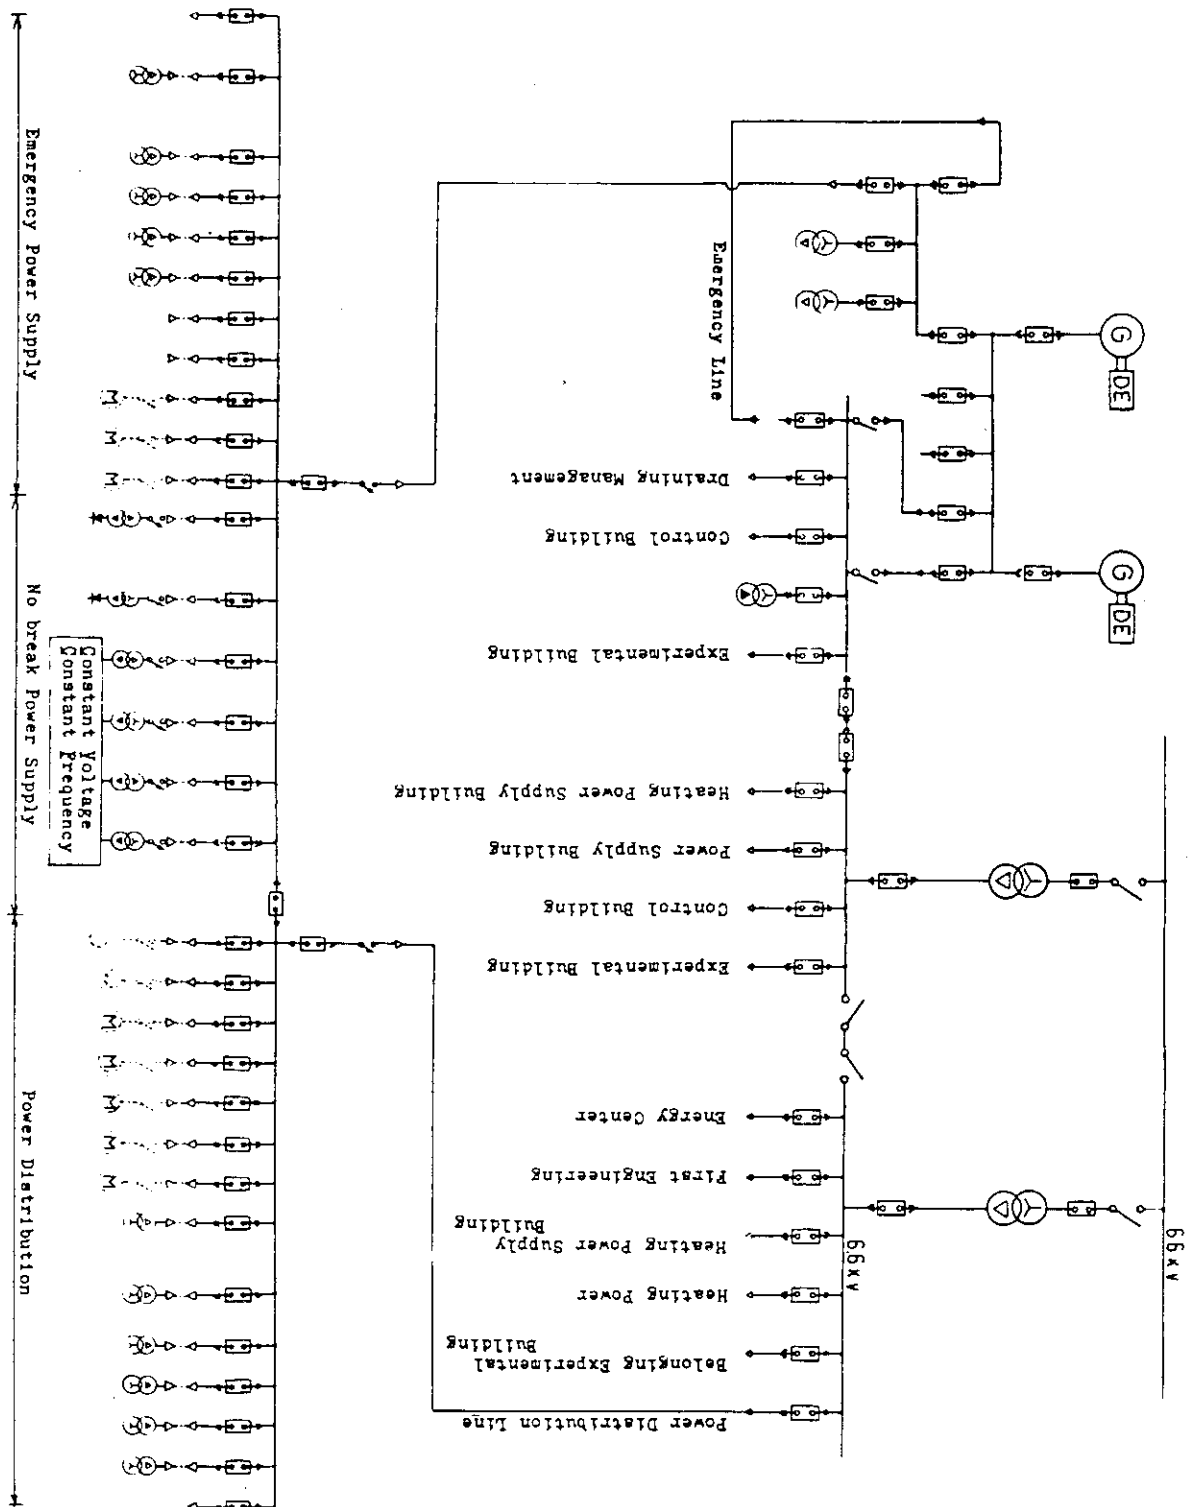 Emergency Power Supply
No break Power Supply
Power Distribution
Constant Voltage
Constant Frequency
Emergency Line
Draining Management
Control Building
Experimental Building
Heating Power Supply Building
Power Supply Building
Control Building
Experimental Building
Energy Center
First Engineering
Heating Power Supply
Building
Heating Power
Belonging Experimental
Building
Power Distribution Line
G
DE
G
DE
66KV
M
M
M
M
M
M
M
M